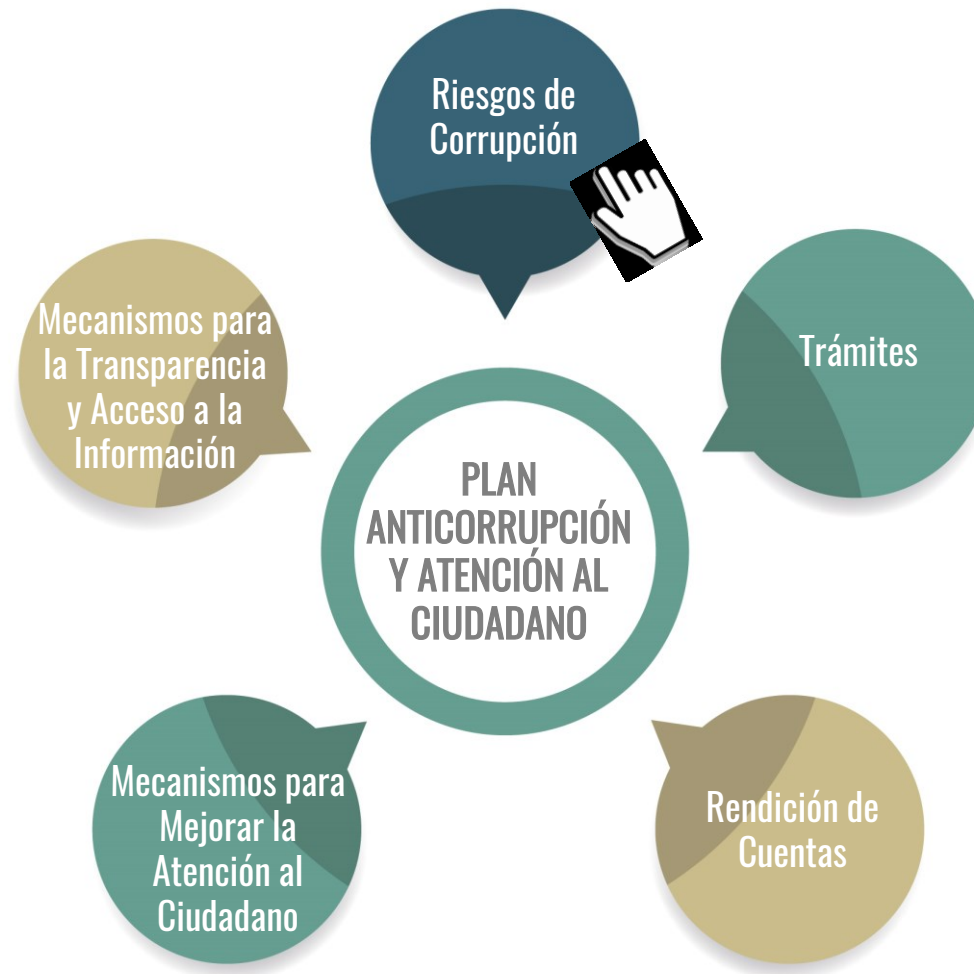 Riesgos de
Corrupción
Mecanismos para
la Transparencia
y Acceso a la
Información
Trámites
PLAN
ANTICORRUPCIÓN
Y ATENCIÓN AL
CIUDADANO
Mecanismos para
Mejorar la
Atención al
Ciudadano
Rendición de
Cuentas